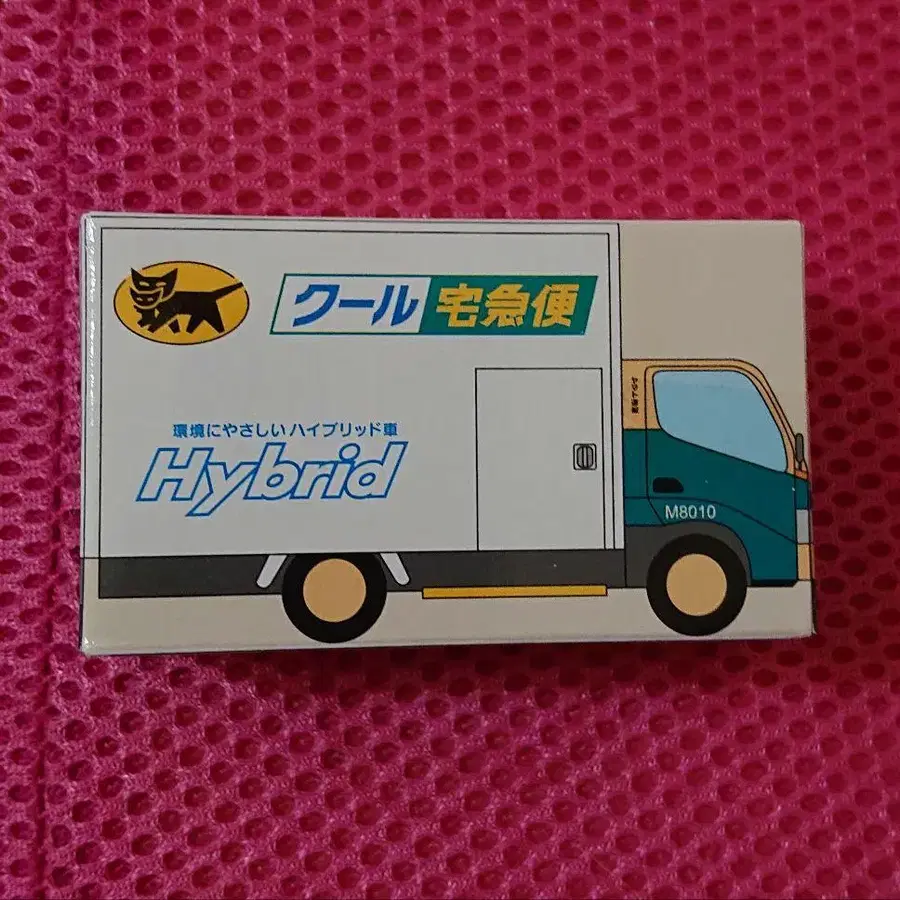 クール 宅急便
環境にやさしいハイブリッド車
Hybrid
M8010